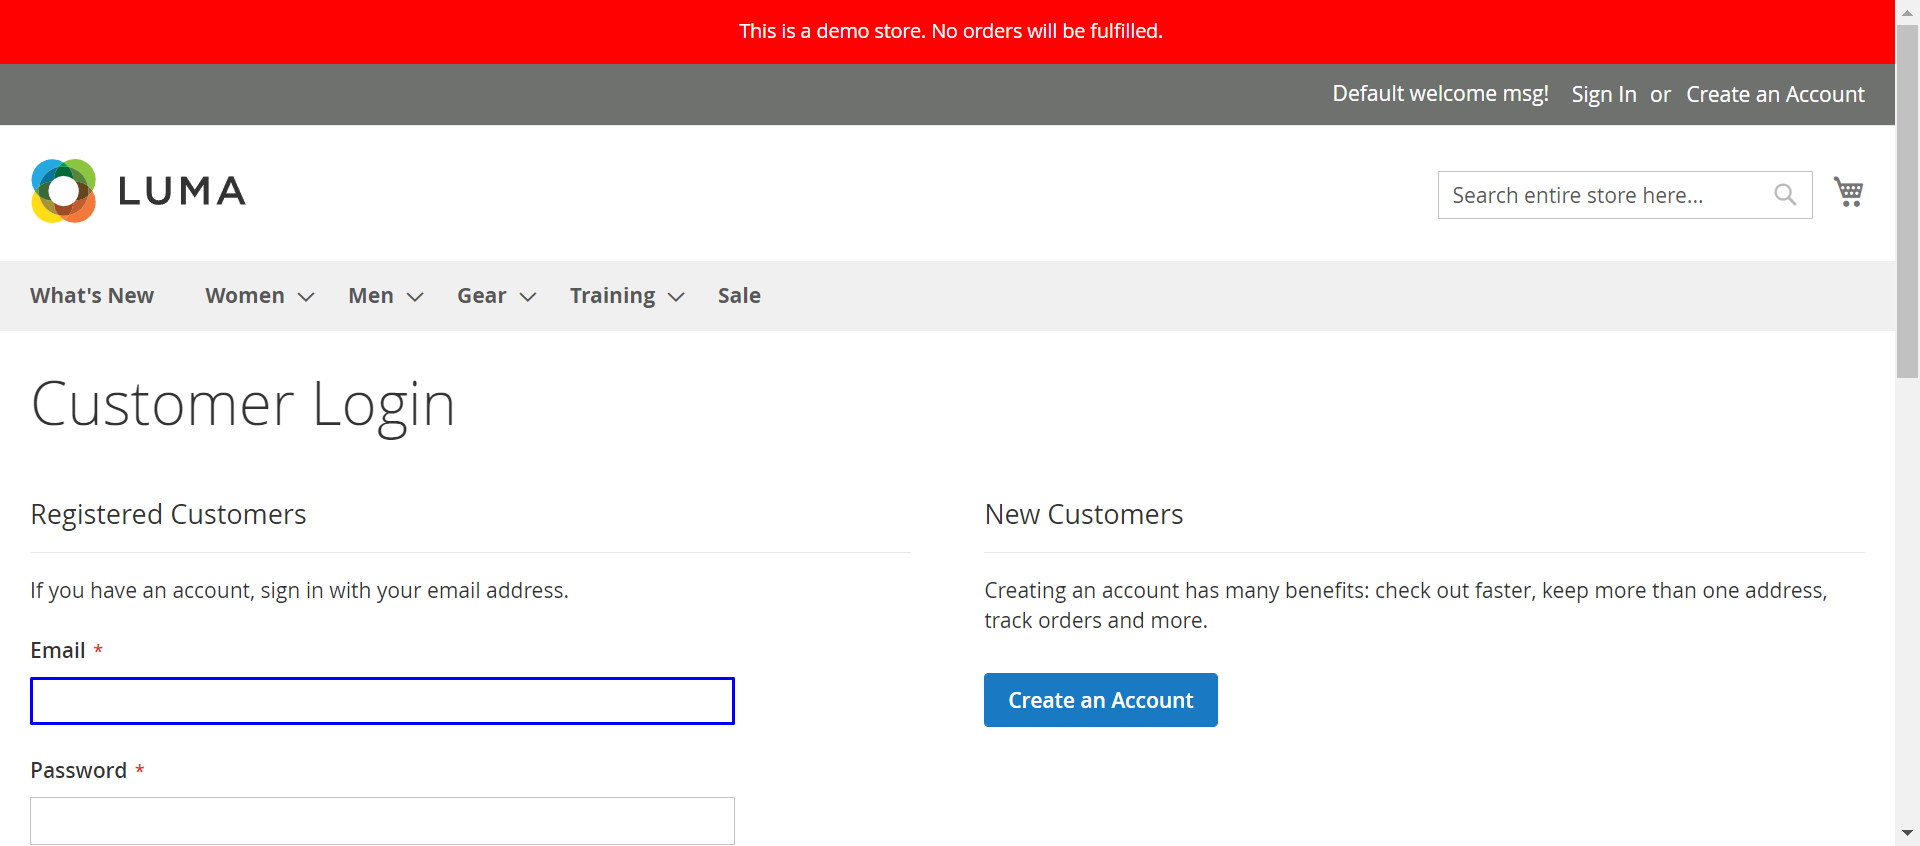 This is a demo store. No orders will be fulfilled.
Default welcome msg! Sign In or Create an Account
LUMA
Search entire store here...
What's New Women Men Gear Training Sale
Customer Login
Registered Customers
If you have an account, sign in with your email address.
Email *
Password *
New Customers
Creating an account has many benefits: check out faster, keep more than one address,
track orders and more.
Create an Account